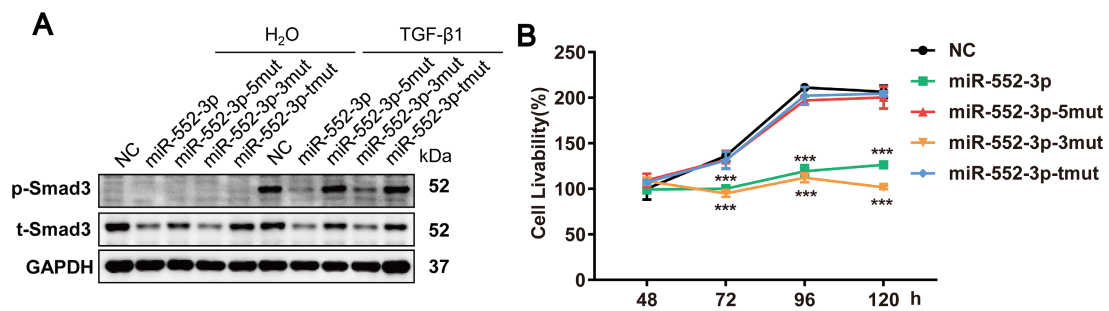 A
H₂O
TGF-β1
NC
miR-552-3p
miR-552-3p-5mut
miR-552-3p-3mut
miR-552-3p-tmut
NC
miR-552-3p
miR-552-3p-5mut
miR-552-3p-3mut
miR-552-3p-tmut
kDa
p-Smad3 52
t-Smad3 52
GAPDH 37
B
Cell Livability(%)
250
200
150
100
50
0
48 72 96 120 h
***
***
***
***
***
***
NC
miR-552-3p
miR-552-3p-5mut
miR-552-3p-3mut
miR-552-3p-tmut